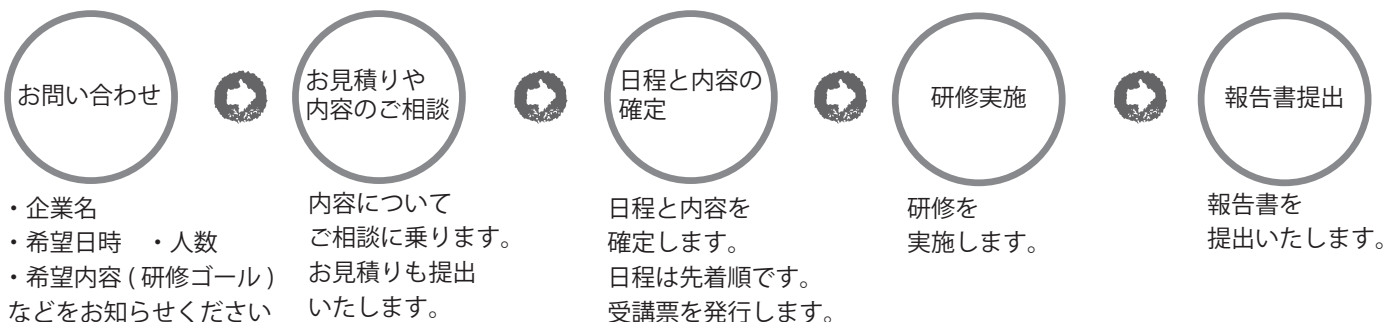 お問い合わせ
お見積りや
内容のご相談
日程と内容の
確定
研修実施
報告書提出
・企業名
・希望日時　・人数
・希望内容 ( 研修ゴール )
などをお知らせください
内容について
ご相談に乗ります。
お見積りも提出
いたします。
日程と内容を
確定します。
日程は先着順です。
受講票を発行します。
研修を
実施します。
報告書を
提出いたします。